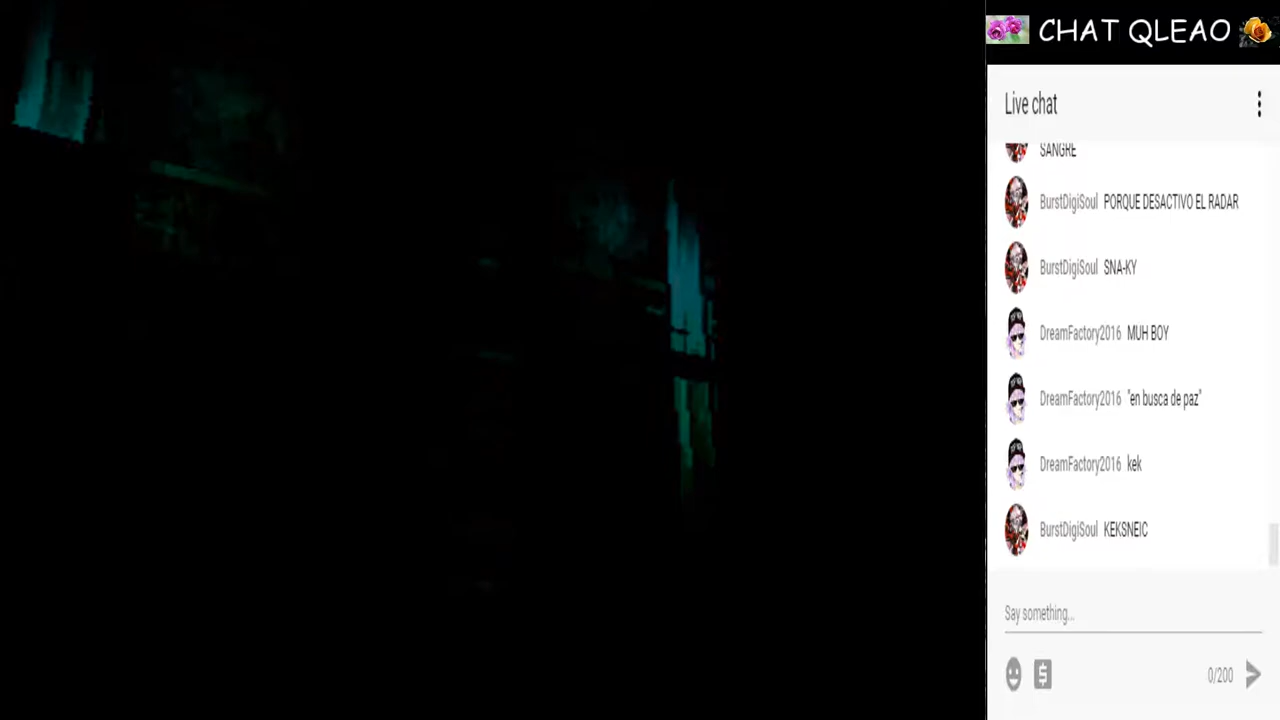 CHAT QLEAO
Live chat
SANGRE
BurstDigiSoul PORQUE DESACTIVO EL RADAR
BurstDigiSoul SNA-KY
DreamFactory2016 MUH BOY
DreamFactory2016 "en busca de paz"
DreamFactory2016 kek
BurstDigiSoul KEKSNEIC
Say something...
0/200